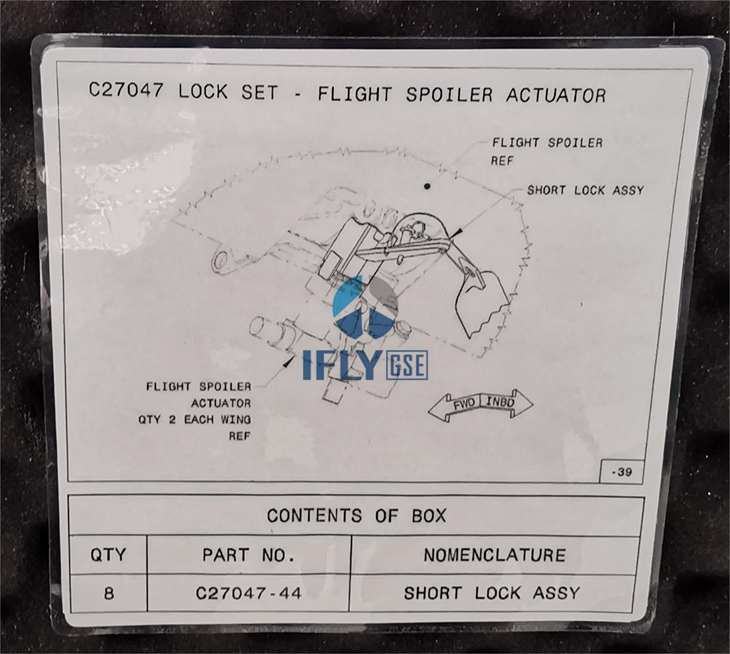 C27047 LOCK SET - FLIGHT SPOILER ACTUATOR
FLIGHT SPOILER
REF
SHORT LOCK ASSY
IFLY GSE
FLIGHT SPOILER
ACTUATOR
QTY 2 EACH WING
REF
FWD INBD
-39
CONTENTS OF BOX
QTY PART NO. NOMENCLATURE
8 C27047-44 SHORT LOCK ASSY